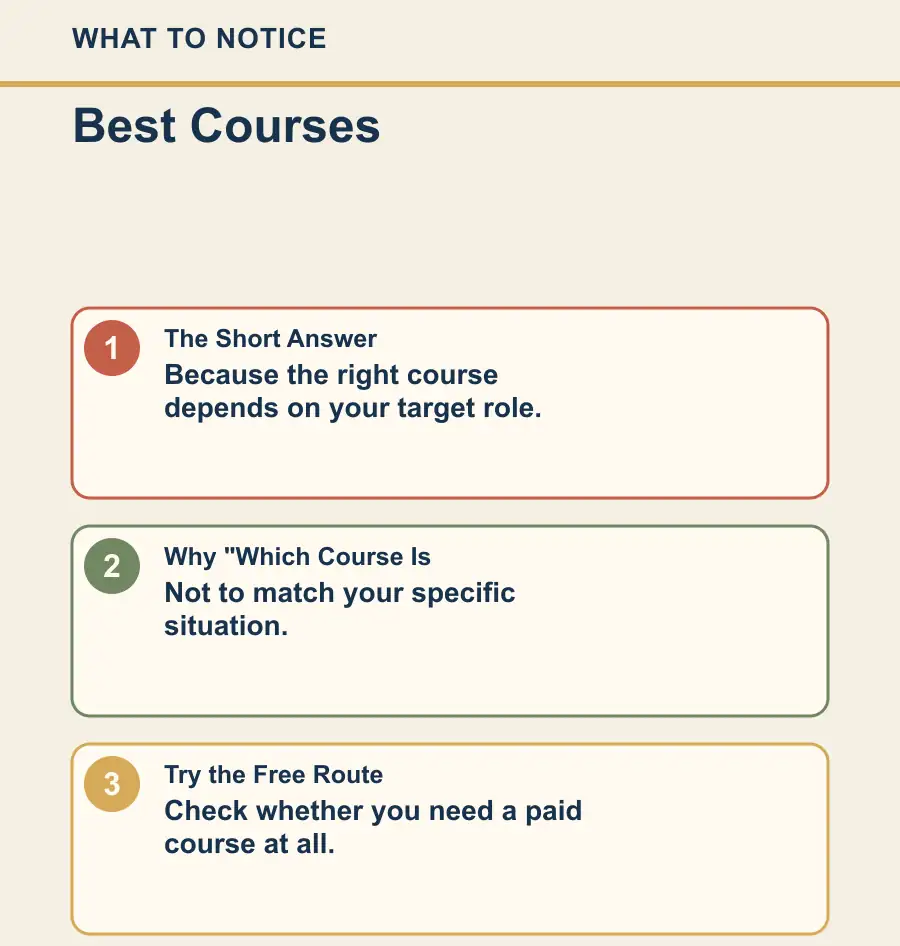 WHAT TO NOTICE
Best Courses
1
The Short Answer
Because the right course
depends on your target role.
2
Why "Which Course Is
Not to match your specific
situation.
3
Try the Free Route
Check whether you need a paid
course at all.